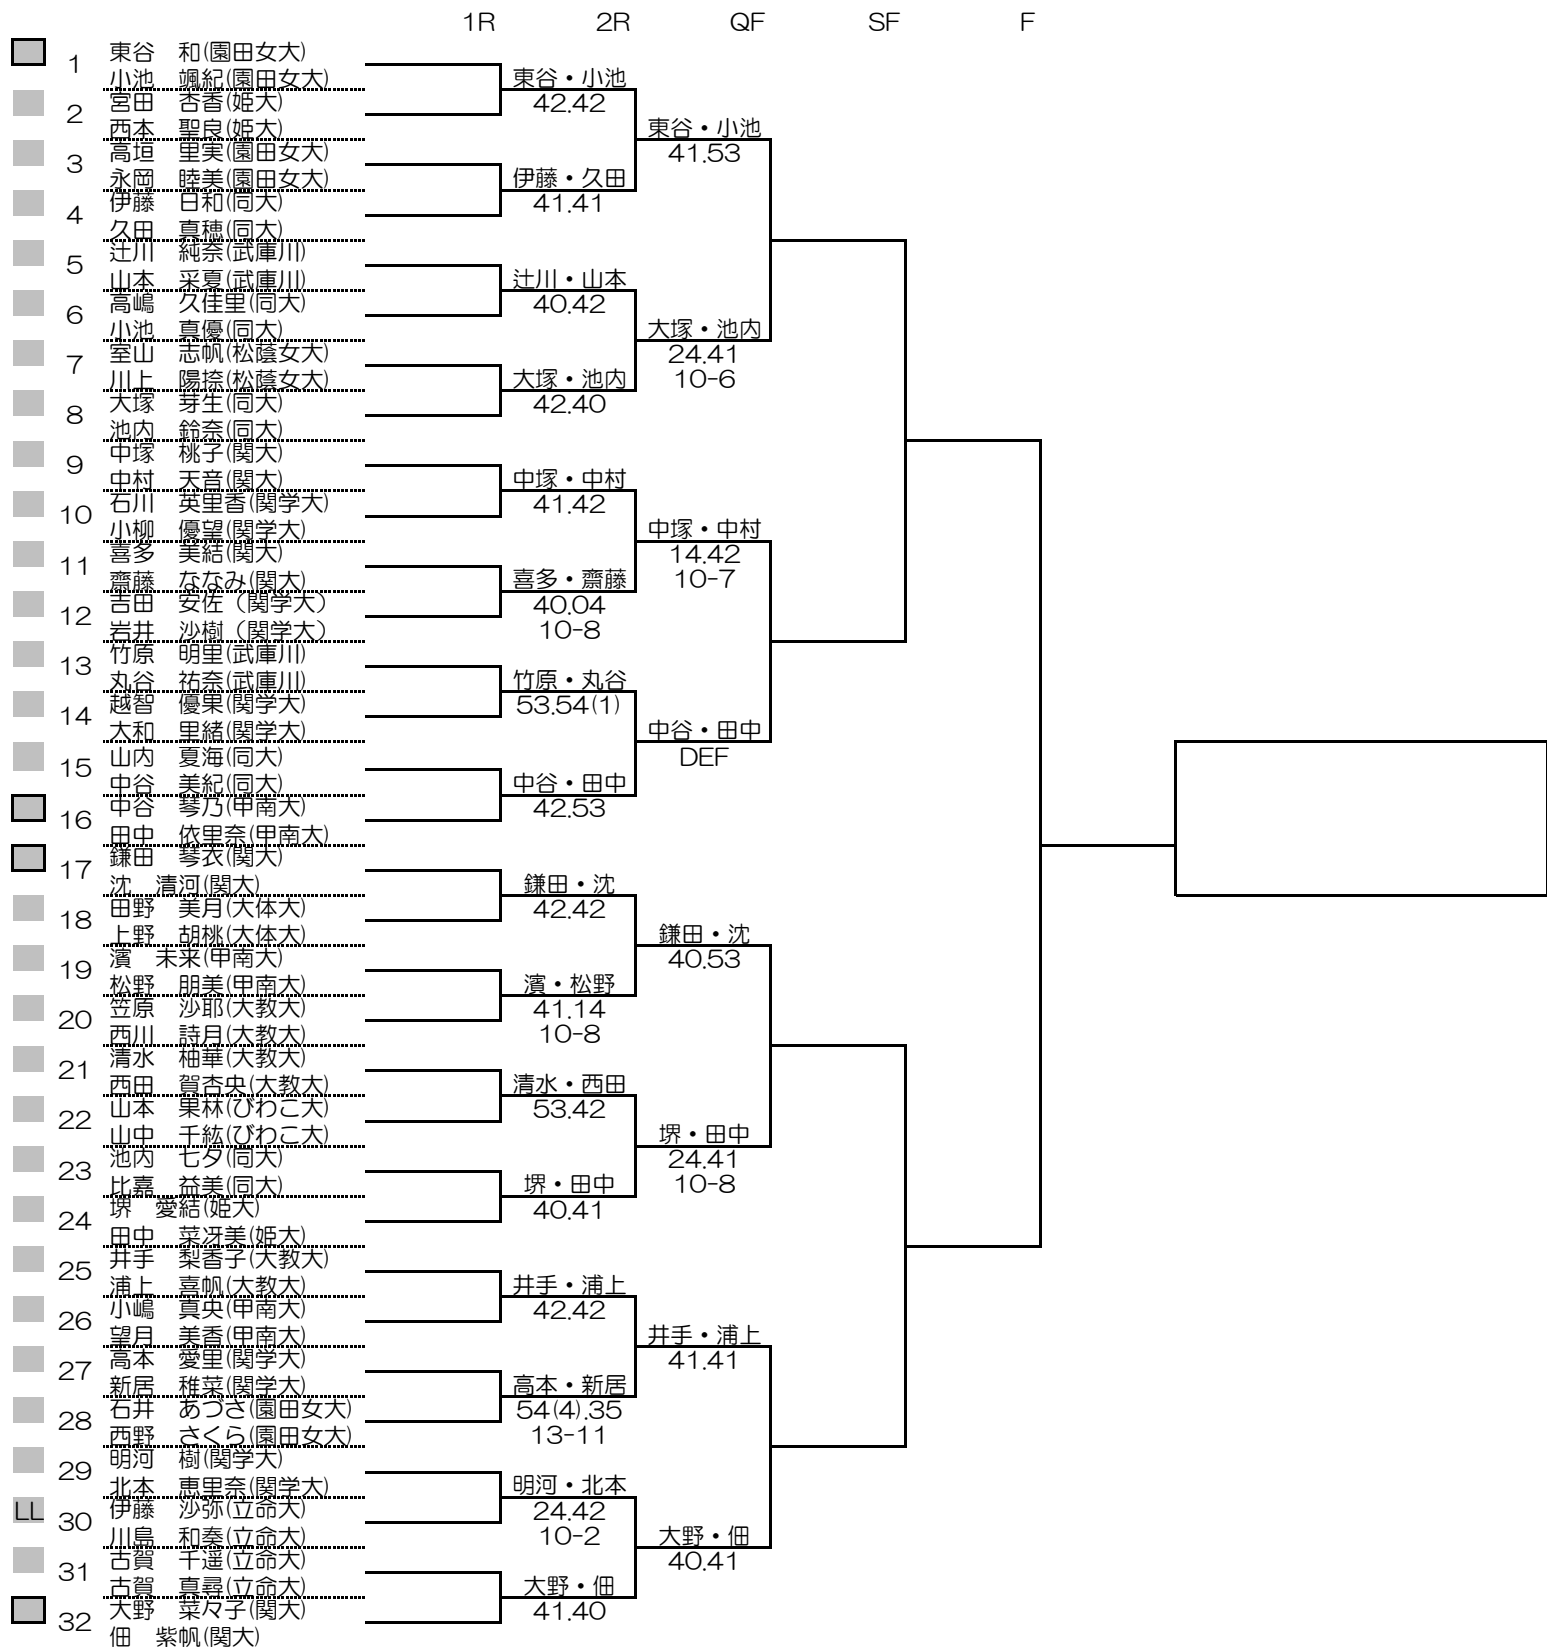 1R 2R QF SF F
東谷　和(園田女大)
1
小池　颯紀(園田女大) 東谷・小池
宮田　杏香(姫大) 42.42
2
西本　聖良(姫大) 東谷・小池
高垣　里実(園田女大) 41.53
3
永岡　睦美(園田女大) 伊藤・久田
伊藤　日和(同大) 41.41
4
久田　真穂(同大)
辻川　純奈(武庫川)
5
山本　采夏(武庫川) 辻川・山本
高嶋　久佳里(同大) 40.42
6
小池　真優(同大) 大塚・池内
室山　志帆(松蔭女大) 24.41
7
川上　陽捺(松蔭女大) 大塚・池内 10-6
大塚　芽生(同大) 42.40
8
池内　鈴奈(同大)
中塚　桃子(関大)
9
中村　天音(関大) 中塚・中村
石川　英里香(関学大) 41.42
10
小柳　優望(関学大) 中塚・中村
喜多　美結(関大) 14.42
11
齋藤　ななみ(関大) 喜多・齋藤 10-7
吉田　安佐（関学大） 40.04
12
岩井　沙樹（関学大） 10-8
竹原　明里(武庫川)
13
丸谷　祐奈(武庫川) 竹原・丸谷
越智　優果(関学大) 53.54(1)
14
大和　里緒(関学大) 中谷・田中
山内　夏海(同大) DEF
15
中谷　美紀(同大) 中谷・田中
中谷　琴乃(甲南大) 42.53
16
田中　依里奈(甲南大)
鎌田　琴衣(関大)
17
沈　清河(関大) 鎌田・沈
田野　美月(大体大) 42.42
18
上野　胡桃(大体大) 鎌田・沈
濱　未来(甲南大) 40.53
19
松野　朋美(甲南大) 濱・松野
笠原　沙耶(大教大) 41.14
20
西川　詩月(大教大) 10-8
清水　柚華(大教大)
21
西田　賀杏央(大教大) 清水・西田
山本　果林(びわこ大) 53.42
22
山中　千紘(びわこ大) 堺・田中
池内　七夕(同大) 24.41
23
比嘉　益美(同大) 堺・田中 10-8
堺　愛結(姫大) 40.41
24
田中　菜冴美(姫大)
井手　梨香子(大教大)
25
浦上　喜帆(大教大) 井手・浦上
小嶋　真央(甲南大) 42.42
26
望月　美香(甲南大) 井手・浦上
高本　愛里(関学大) 41.41
27
新居　稚菜(関学大) 高本・新居
石井　あづさ(園田女大) 54(4).35
28
西野　さくら(園田女大) 13-11
明河　樹(関学大)
29
北本　恵里奈(関学大) 明河・北本
LL 伊藤　沙弥(立命大) 24.42
30
川島　和奏(立命大) 10-2 大野・佃
古賀　千遥(立命大) 40.41
31
古賀　真尋(立命大) 大野・佃
大野　菜々子(関大) 41.40
32
佃　紫帆(関大)